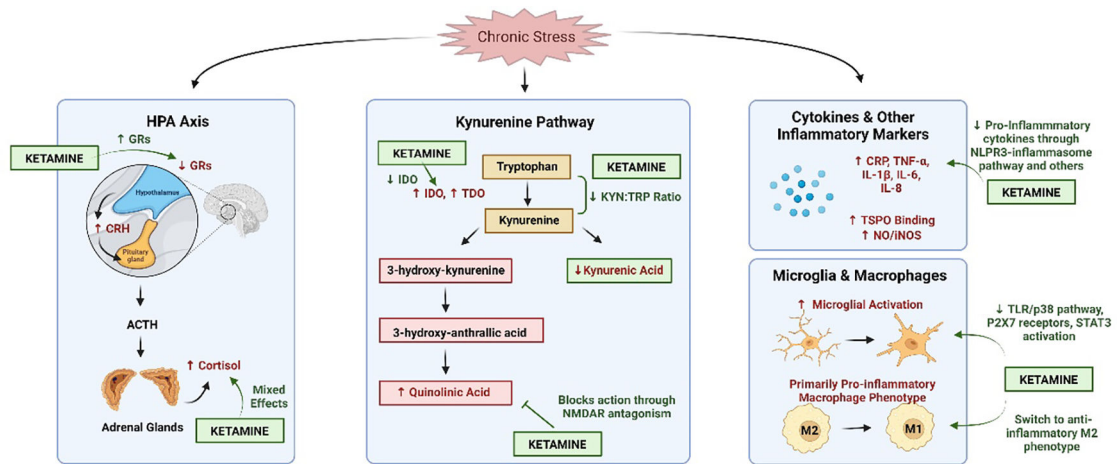 Chronic Stress
HPA Axis
↑ GRs
KETAMINE
↓ GRs
Hypothalamus
↑ CRH
Pituitary
gland
ACTH
↑ Cortisol
Adrenal Glands
Mixed
Effects
KETAMINE
Kynurenine Pathway
KETAMINE
↓ IDO
↑ IDO, ↑ TDO
Tryptophan
KETAMINE
↓ KYN:TRP Ratio
Kynurenine
3-hydroxy-kynurenine
↓Kynurenic Acid
3-hydroxy-anthrallic acid
↑ Quinolinic Acid
Blocks action through
NMDAR antagonism
KETAMINE
Cytokines & Other
Inflammatory Markers
↑ CRP, TNF-α,
IL-1β, IL-6,
IL-8
↑ TSPO Binding
↑ NO/iNOS
↓ Pro-Inflammmatory
cytokines through
NLPR3-inflammasome
pathway and others
KETAMINE
Microglia & Macrophages
↑ Microglial Activation
↓ TLR/p38 pathway,
P2X7 receptors, STAT3
activation
KETAMINE
Primarily Pro-inflammatory
Macrophage Phenotype
M2
M1
Switch to anti-
inflammatory M2
phenotype